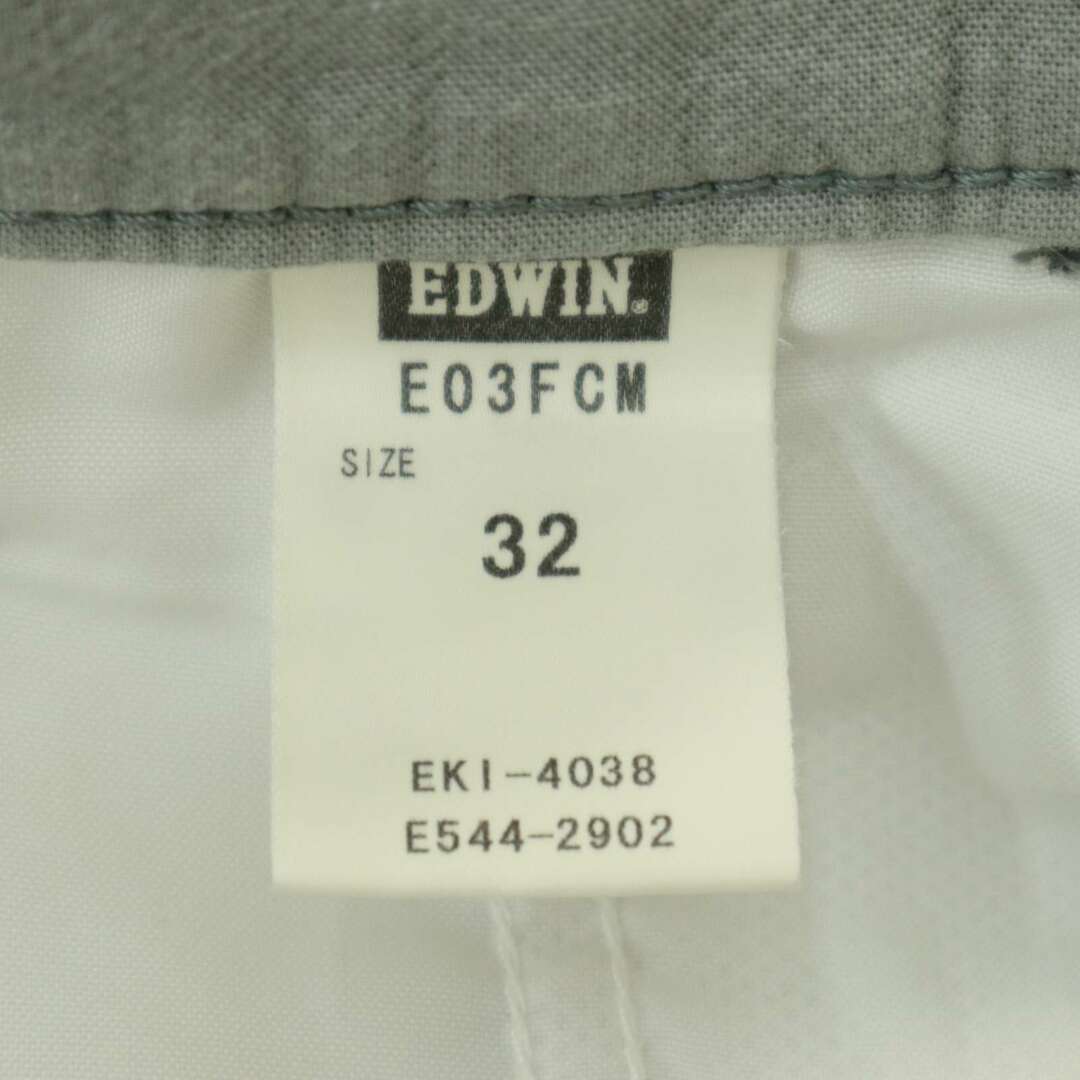 EDWIN®
E03FCM
SIZE
32
EKI-4038
E544-2902